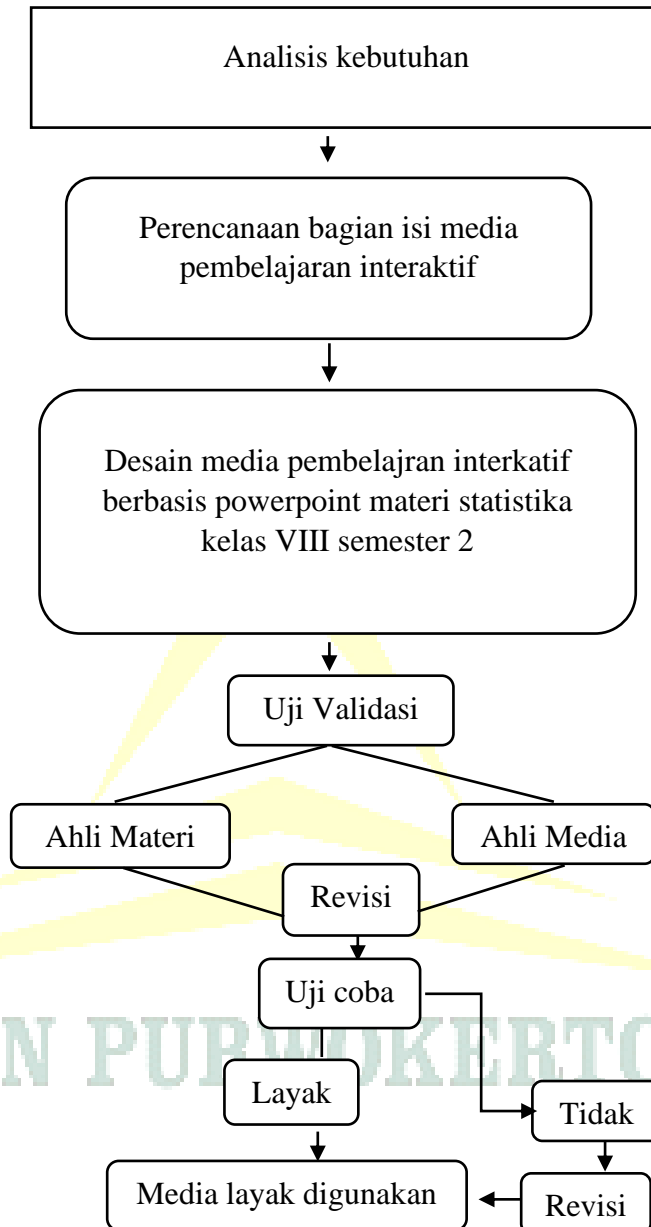 Analisis kebutuhan
Perencanaan bagian isi media
pembelajaran interaktif
Desain media pembelajran interkatif
berbasis powerpoint materi statistika
kelas VIII semester 2
Uji Validasi
Ahli Materi
Ahli Media
Revisi
Uji coba
N PURWOKERTO
Layak
Tidak
Media layak digunakan
Revisi